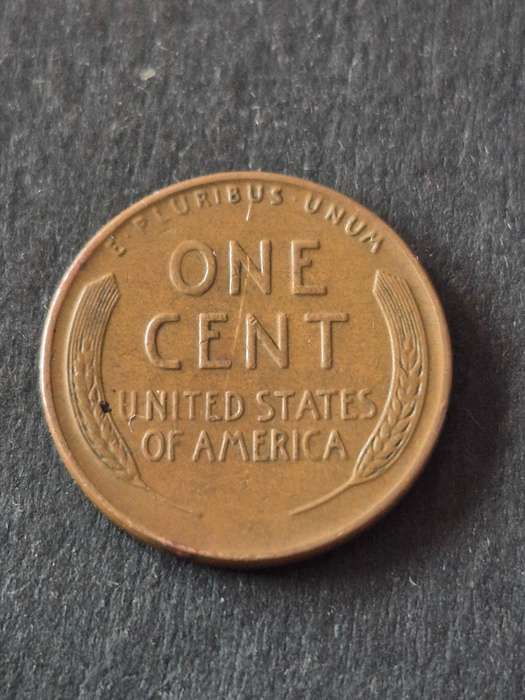 E·PLURIBUS·UNUM
ONE
CENT
UNITED STATES
OF AMERICA